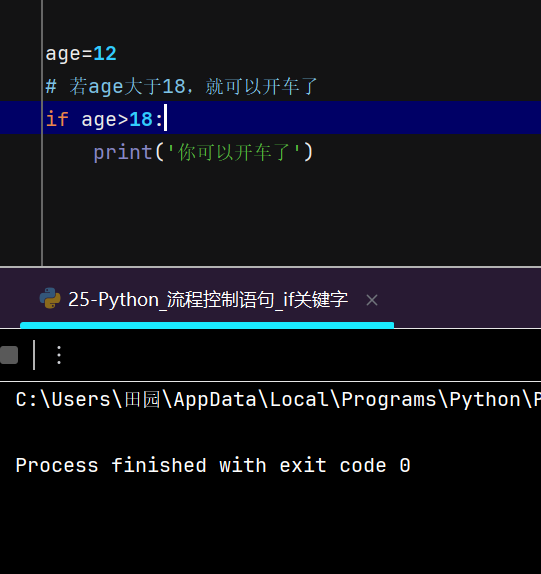 age=12
# 若age大于18，就可以开车了
if age>18:
    print('你可以开车了')
25-Python_流程控制语句_if关键字
C:\Users\田园\AppData\Local\Programs\Python\P
Process finished with exit code 0